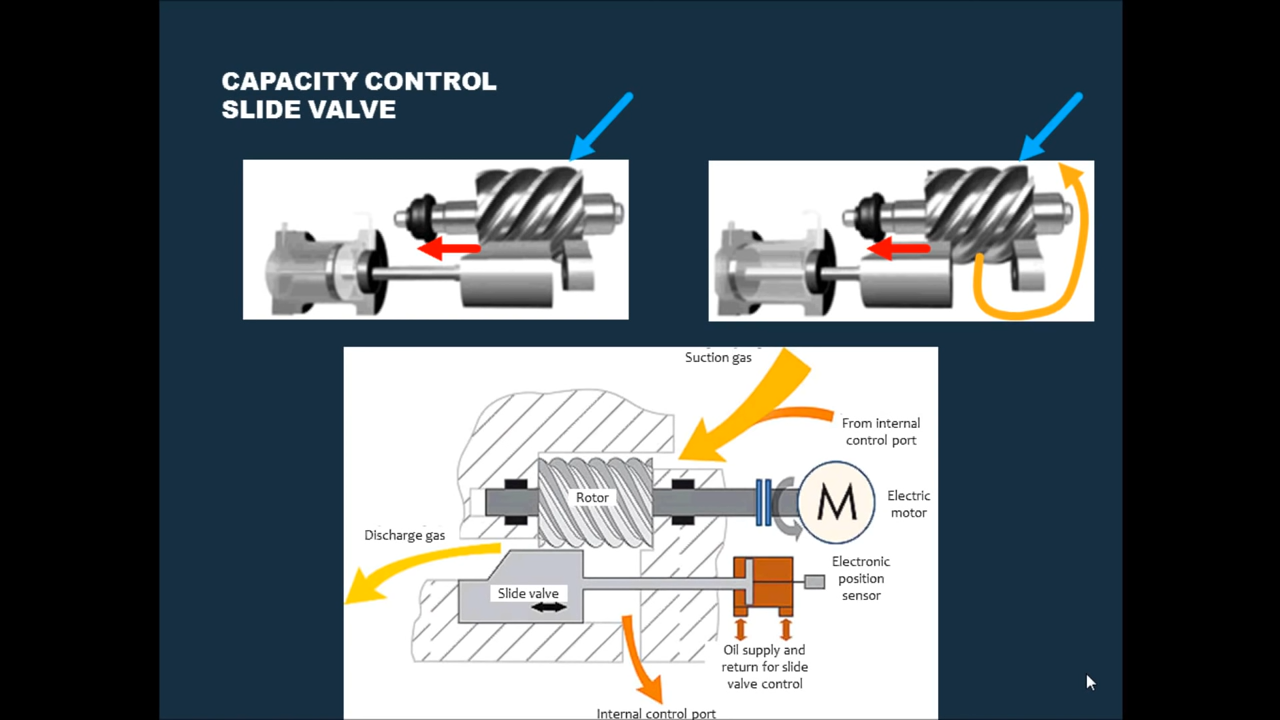 CAPACITY CONTROL
SLIDE VALVE
Suction gas
From internal
control port
Rotor
M
Electric
motor
Discharge gas
Electronic
position
sensor
Slide valve
Oil supply and
return for slide
valve control
Internal control port